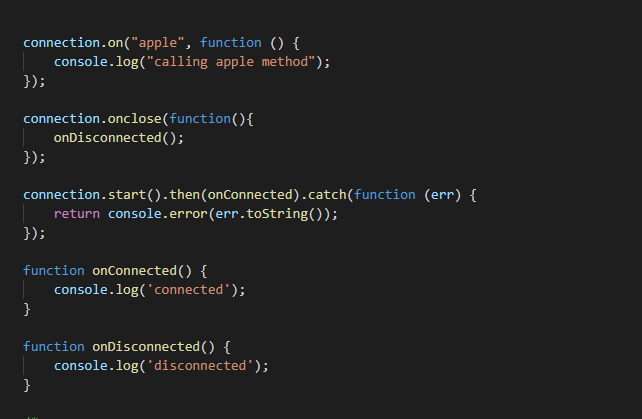 connection.on("apple", function () {
    console.log("calling apple method");
});

connection.onclose(function(){
    onDisconnected();
});

connection.start().then(onConnected).catch(function (err) {
    return console.error(err.toString());
});

function onConnected() {
    console.log('connected');
}

function onDisconnected() {
    console.log('disconnected');
}